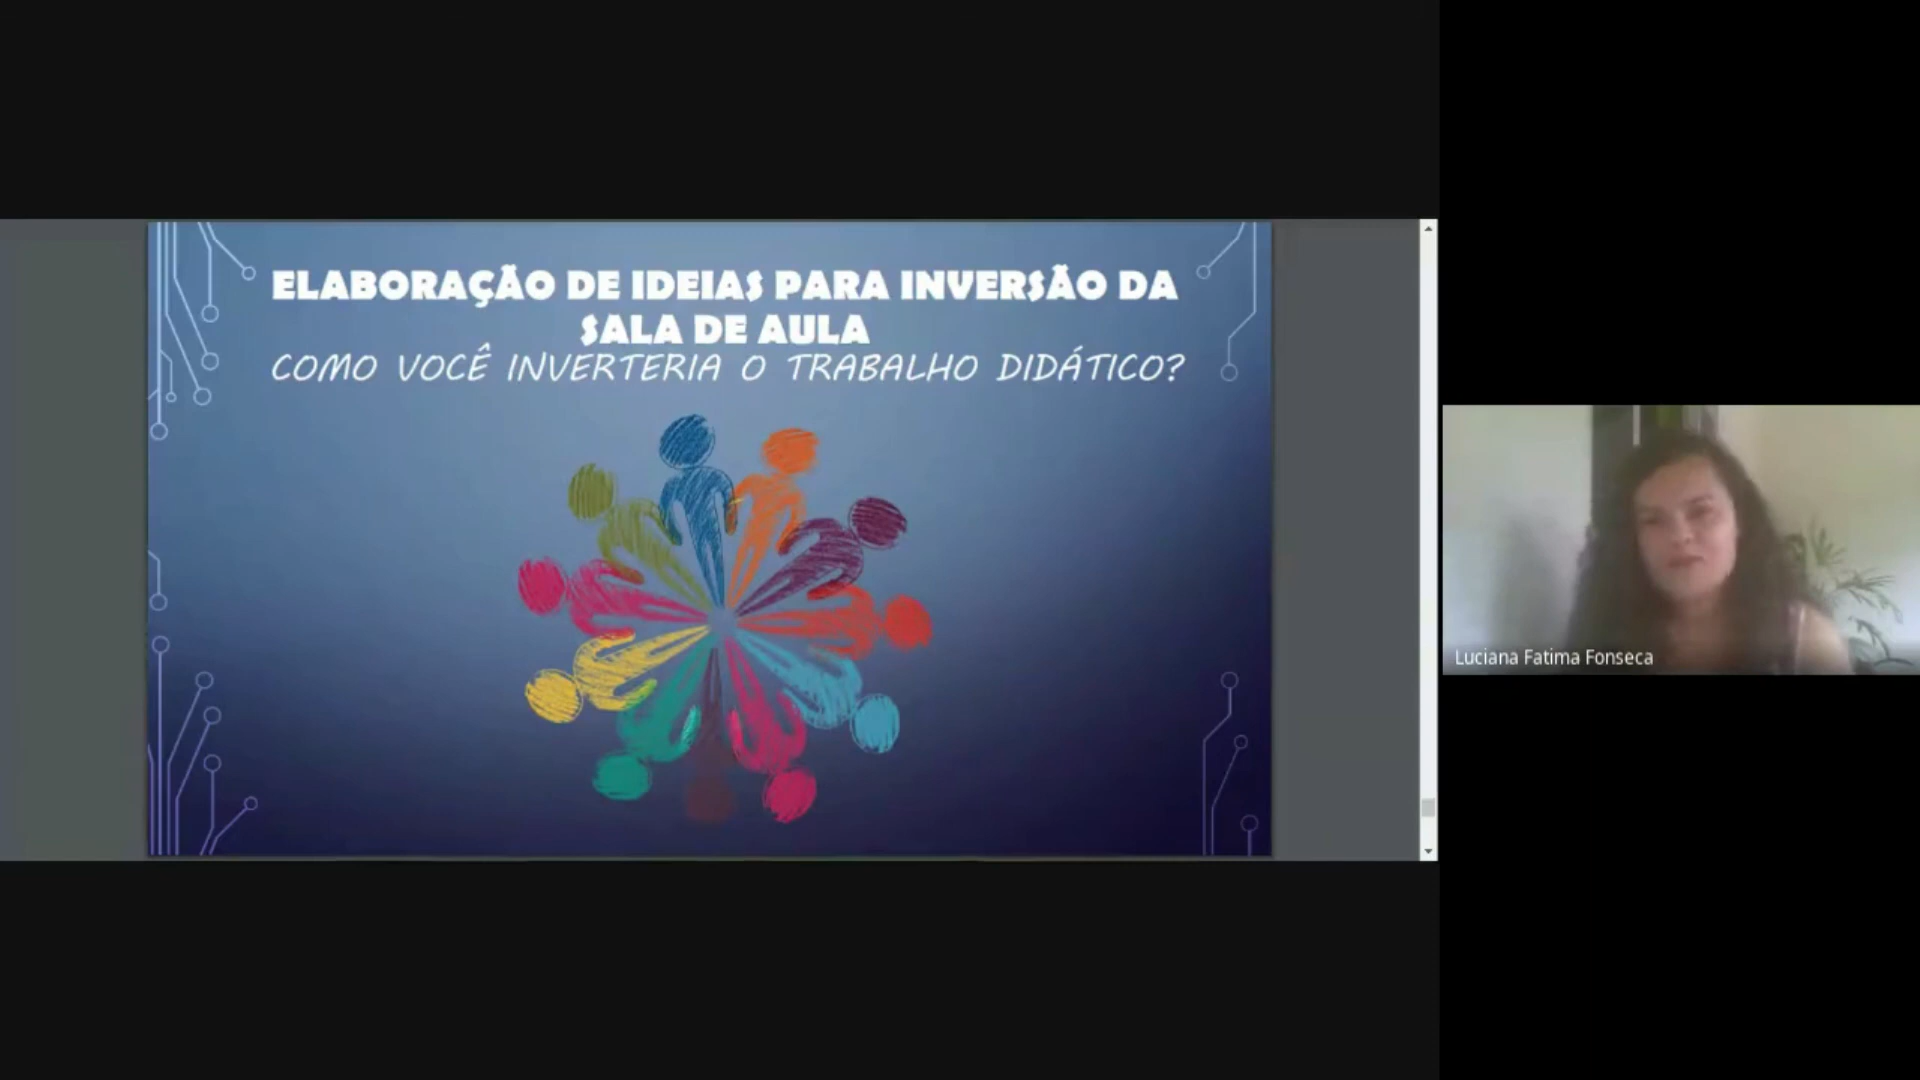 ELABORAÇÃO DE IDEIAS PARA INVERSÃO DA
SALA DE AULA
COMO VOCÊ INVERTERIA O TRABALHO DIDÁTICO?
Luciana Fatima Fonseca